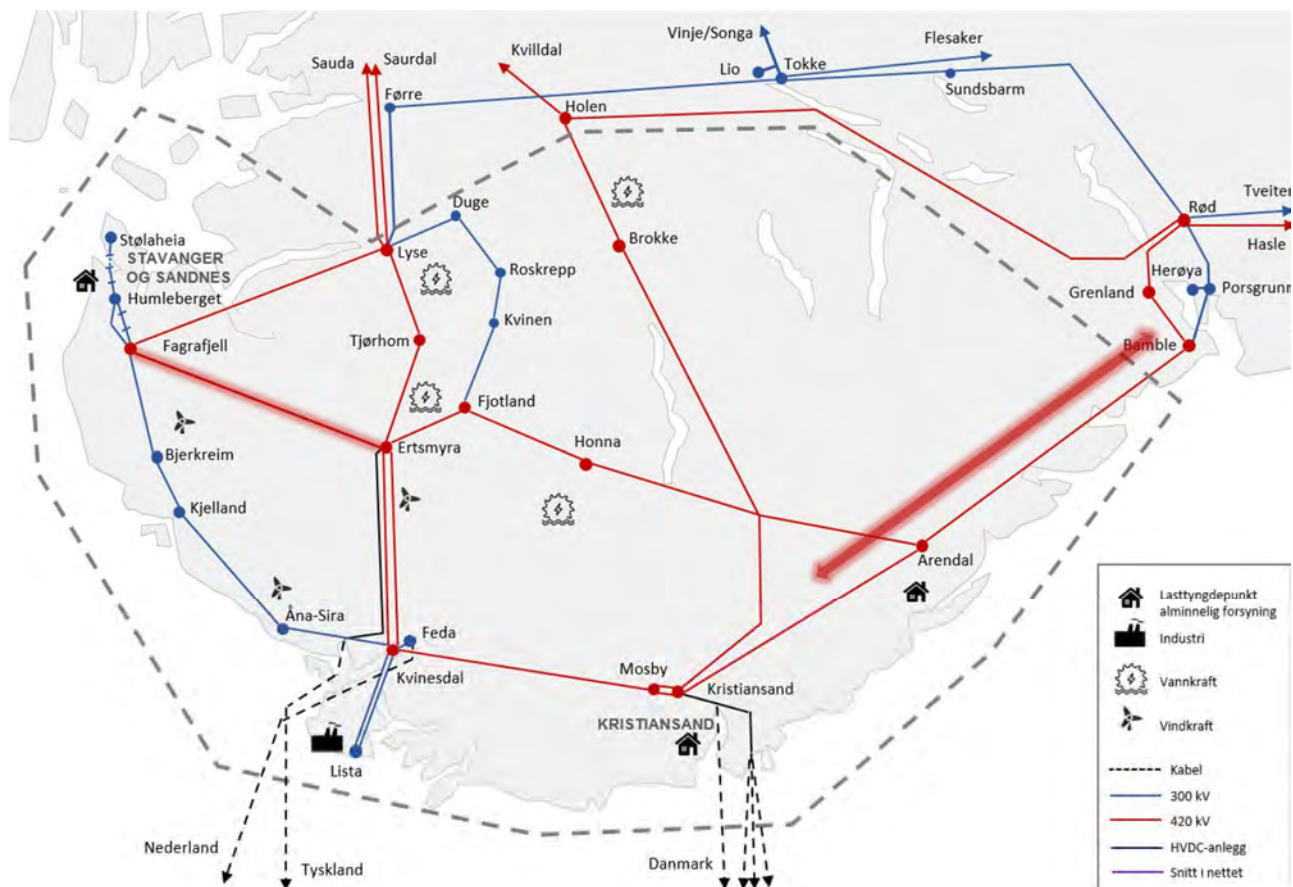 Vinje/Songa
Flesaker
Sauda
Saurdal
Kvilldal
Lio
Tokke
Sundsbarm
Førre
Holen
Duge
Tveiten
Rød
Hasle
Stølaheia
STAVANGER
OG SANDNES
Lyse
Brokke
Roskrepp
Herøya
Porsgrunn
Grenland
Humleberget
Kvinen
Tjørhom
Fagrafjell
Bamble
Fjotland
Ertsmyra
Honna
Bjerkreim
Kjelland
Arendal
Åna-Sira
Feda
Kvinesdal
Mosby
Kristiansand
KRISTIANSAND
Lista
Nederland
Tyskland
Danmark
Lasttyngdepunkt
alminnelig forsyning
Industri
Vannkraft
Vindkraft
Kabel
300 kV
420 kV
HVDC-anlegg
Snitt i nettet